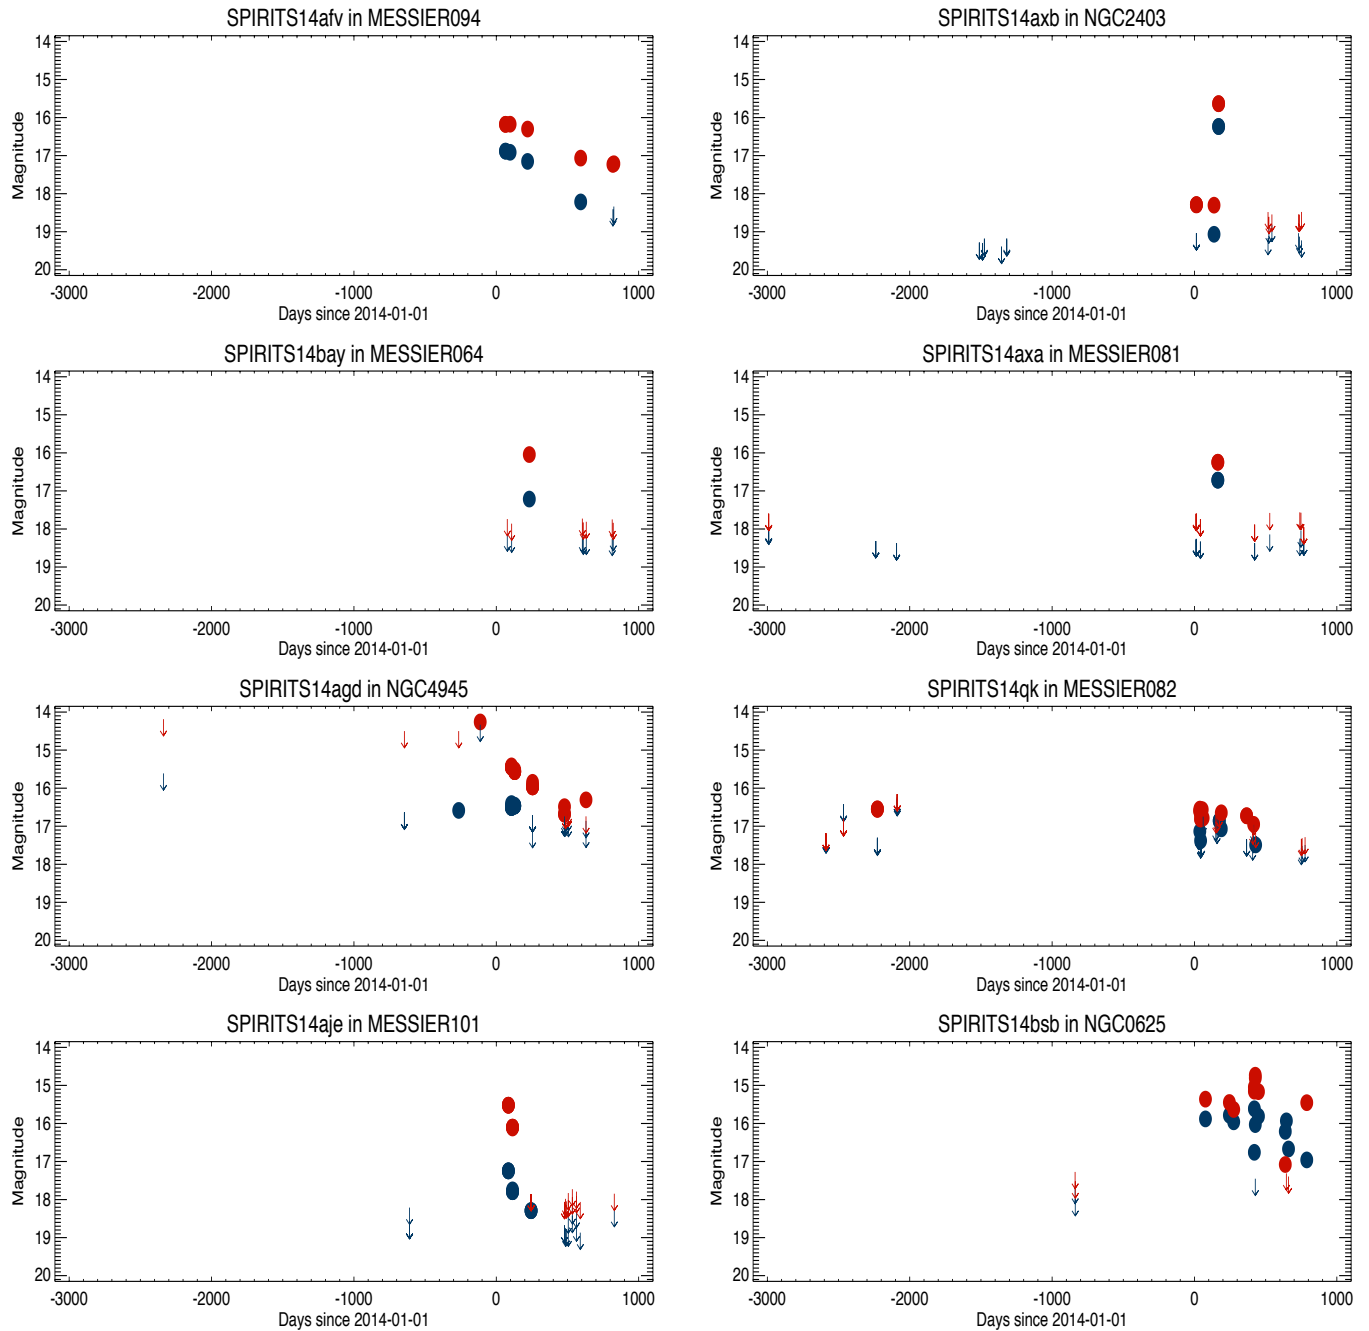 SPIRITS14afv in MESSIER094
14
15
16
17
18
19
20
Magnitude
-3000 -2000 -1000 0 1000
Days since 2014-01-01
SPIRITS14axb in NGC2403
14
15
16
17
18
19
20
Magnitude
-3000 -2000 -1000 0 1000
Days since 2014-01-01
SPIRITS14bay in MESSIER064
14
15
16
17
18
19
20
Magnitude
-3000 -2000 -1000 0 1000
Days since 2014-01-01
SPIRITS14axa in MESSIER081
14
15
16
17
18
19
20
Magnitude
-3000 -2000 -1000 0 1000
Days since 2014-01-01
SPIRITS14agd in NGC4945
14
15
16
17
18
19
20
Magnitude
-3000 -2000 -1000 0 1000
Days since 2014-01-01
SPIRITS14qk in MESSIER082
14
15
16
17
18
19
20
Magnitude
-3000 -2000 -1000 0 1000
Days since 2014-01-01
SPIRITS14aje in MESSIER101
14
15
16
17
18
19
20
Magnitude
-3000 -2000 -1000 0 1000
Days since 2014-01-01
SPIRITS14bsb in NGC0625
14
15
16
17
18
19
20
Magnitude
-3000 -2000 -1000 0 1000
Days since 2014-01-01